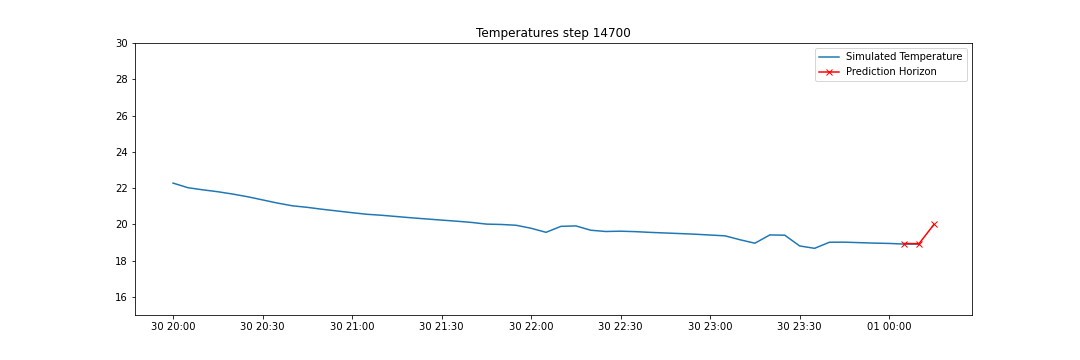 Temperatures step 14700
30
28
26
24
22
20
18
16
Simulated Temperature
Prediction Horizon
30 20:00 30 20:30 30 21:00 30 21:30 30 22:00 30 22:30 30 23:00 30 23:30 01 00:00